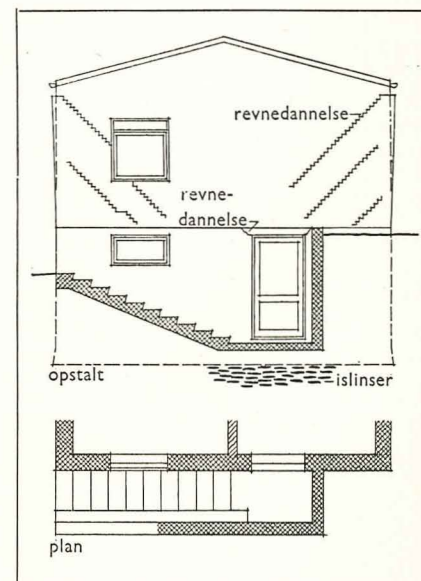 revnedannelse
revne-
dannelse
opstalt
islinser
plan